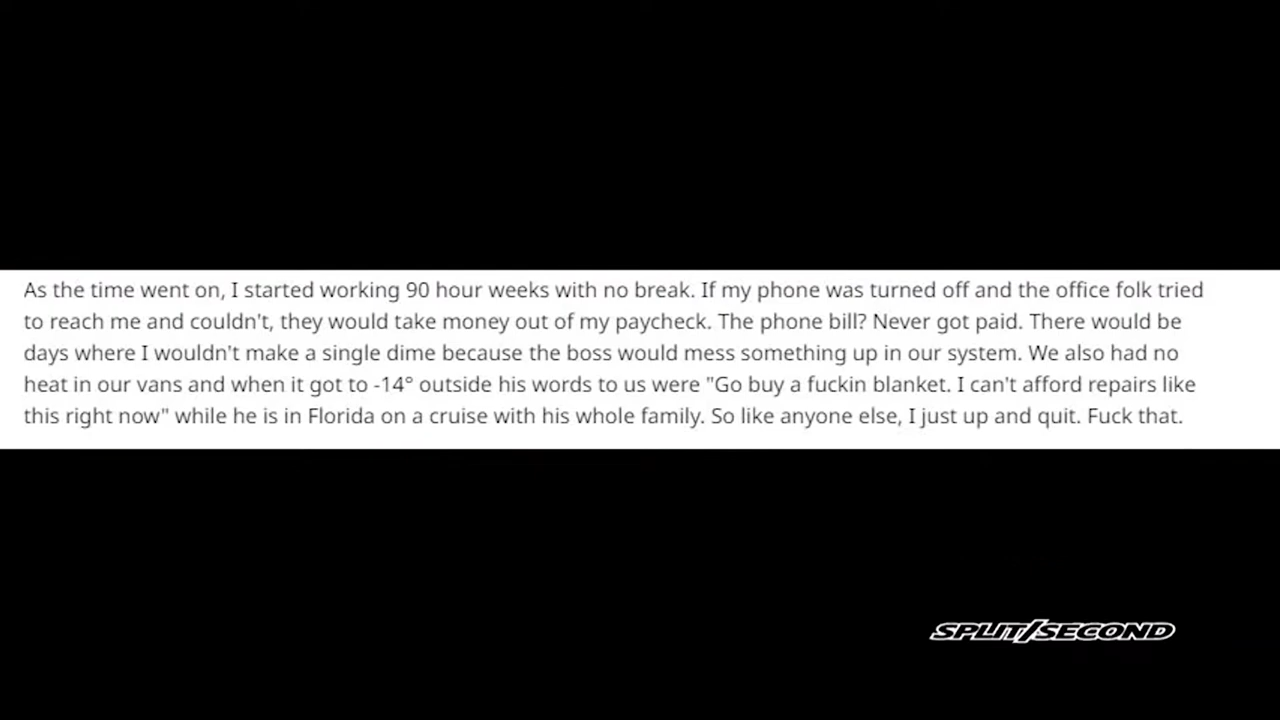 As the time went on, I started working 90 hour weeks with no break. If my phone was turned off and the office folk tried
to reach me and couldn't, they would take money out of my paycheck. The phone bill? Never got paid. There would be
days where I wouldn't make a single dime because the boss would mess something up in our system. We also had no
heat in our vans and when it got to -14° outside his words to us were "Go buy a fuckin blanket. I can't afford repairs like
this right now" while he is in Florida on a cruise with his whole family. So like anyone else, I just up and quit. Fuck that.
SPLIT/SECOND